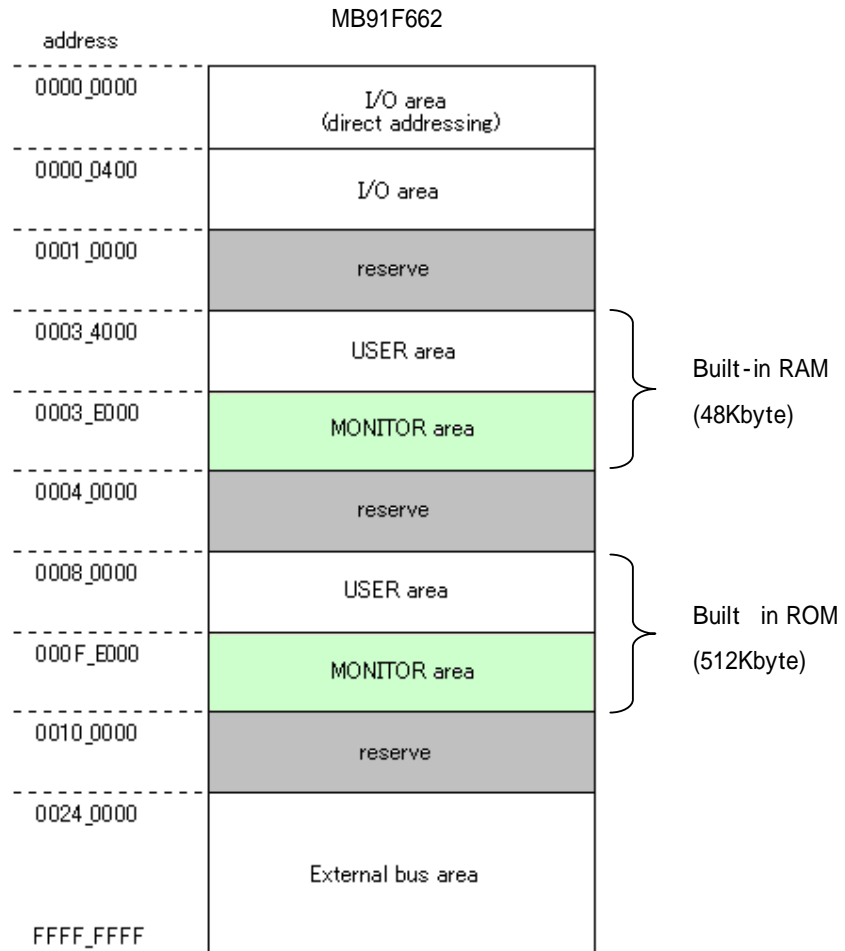 MB91F662
address
0000_0000
I/O area
(direct addressing)
0000_0400
I/O area
0001_0000
reserve
0003_4000
USER area
Built-in RAM
(48Kbyte)
0003_E000
MONITOR area
0004_0000
reserve
0008_0000
USER area
Built in ROM
(512Kbyte)
000F_E000
MONITOR area
0010_0000
reserve
0024_0000
External bus area
FFFF_FFFF